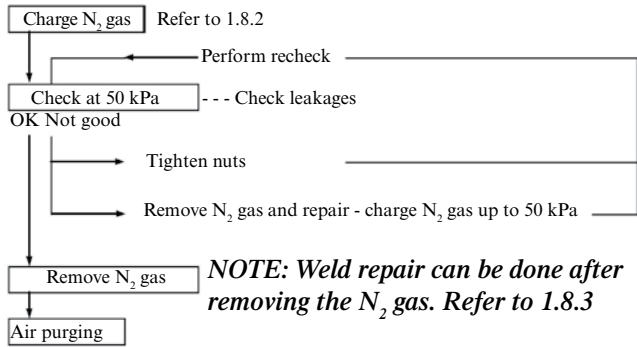 Charge N₂ gas Refer to 1.8.2
Perform recheck
Check at 50 kPa - - - Check leakages
OK Not good
Tighten nuts
Remove N₂ gas and repair - charge N₂ gas up to 50 kPa
Remove N₂ gas
NOTE: Weld repair can be done after
removing the N₂ gas. Refer to 1.8.3
Air purging